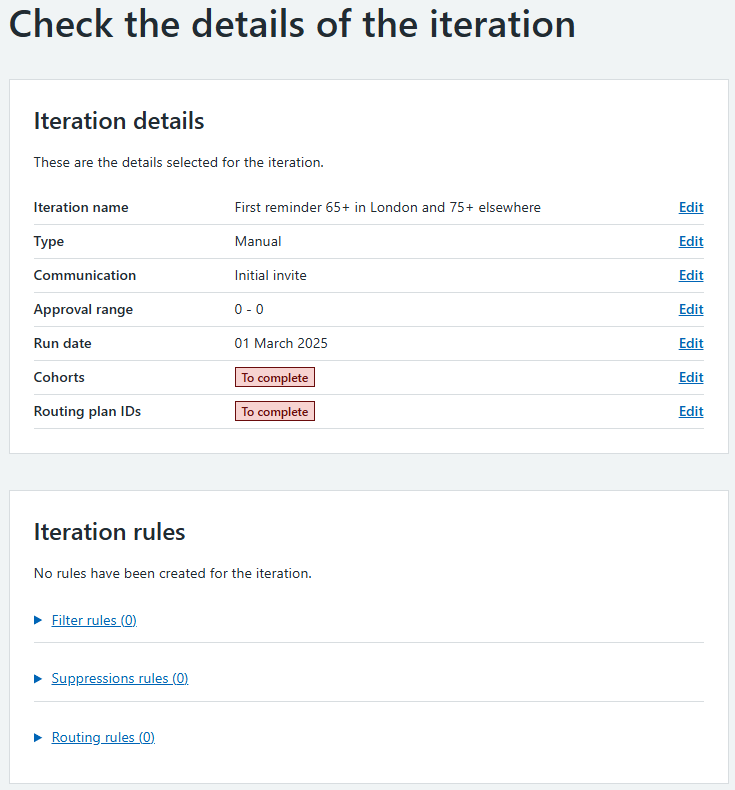 Check the details of the iteration
Iteration details
These are the details selected for the iteration.
Iteration name First reminder 65+ in London and 75+ elsewhere Edit
Type Manual Edit
Communication Initial invite Edit
Approval range 0 - 0 Edit
Run date 01 March 2025 Edit
Cohorts To complete Edit
Routing plan IDs To complete Edit
Iteration rules
No rules have been created for the iteration.
Filter rules (0)
Suppressions rules (0)
Routing rules (0)